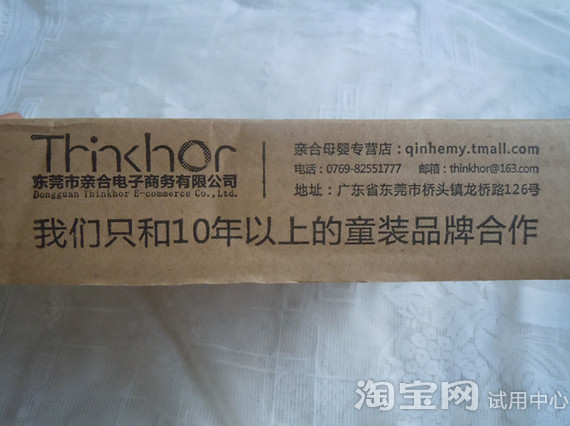 Thinkhor
东莞市亲合电子商务有限公司
Dongguan Thinkhor E-commerce Co.,Ltd.
亲合母婴专营店：qinhemy.tmall.com
电话：0769-82551777 邮箱：thinkhor@163.com
地址：广东省东莞市桥头镇龙桥路126号
我们只和10年以上的童装品牌合作
淘宝网 试用中心